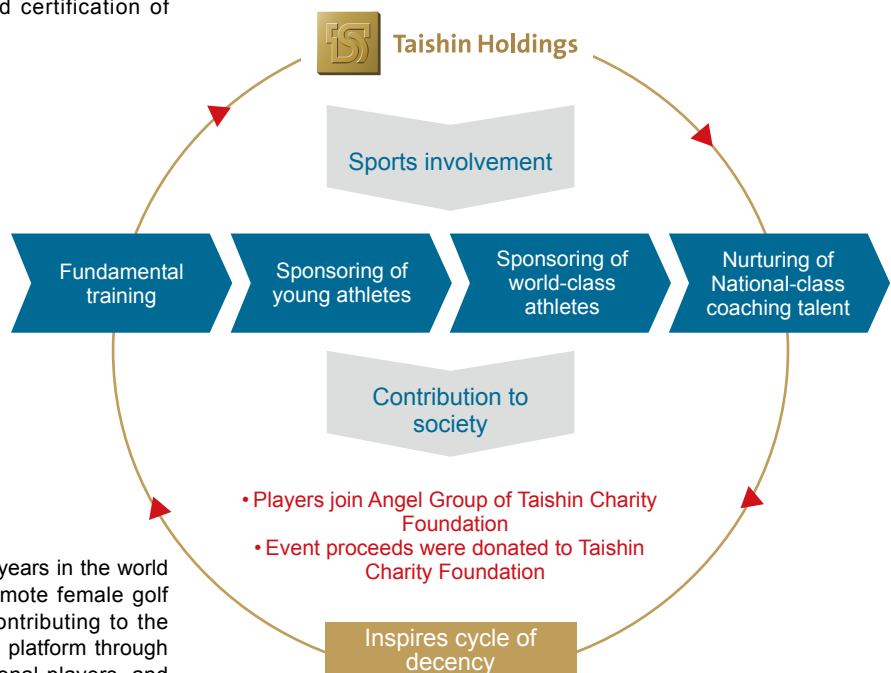 d certification of
Taishin Holdings
Sports involvement
Fundamental
training
Sponsoring of
young athletes
Sponsoring of
world-class
athletes
Nurturing of
National-class
coaching talent
Contribution to
society
• Players join Angel Group of Taishin Charity
Foundation
• Event proceeds were donated to Taishin
Charity Foundation
years in the world
mote female golf
ontributing to the
platform through
onal players, and
Inspires cycle of
decency